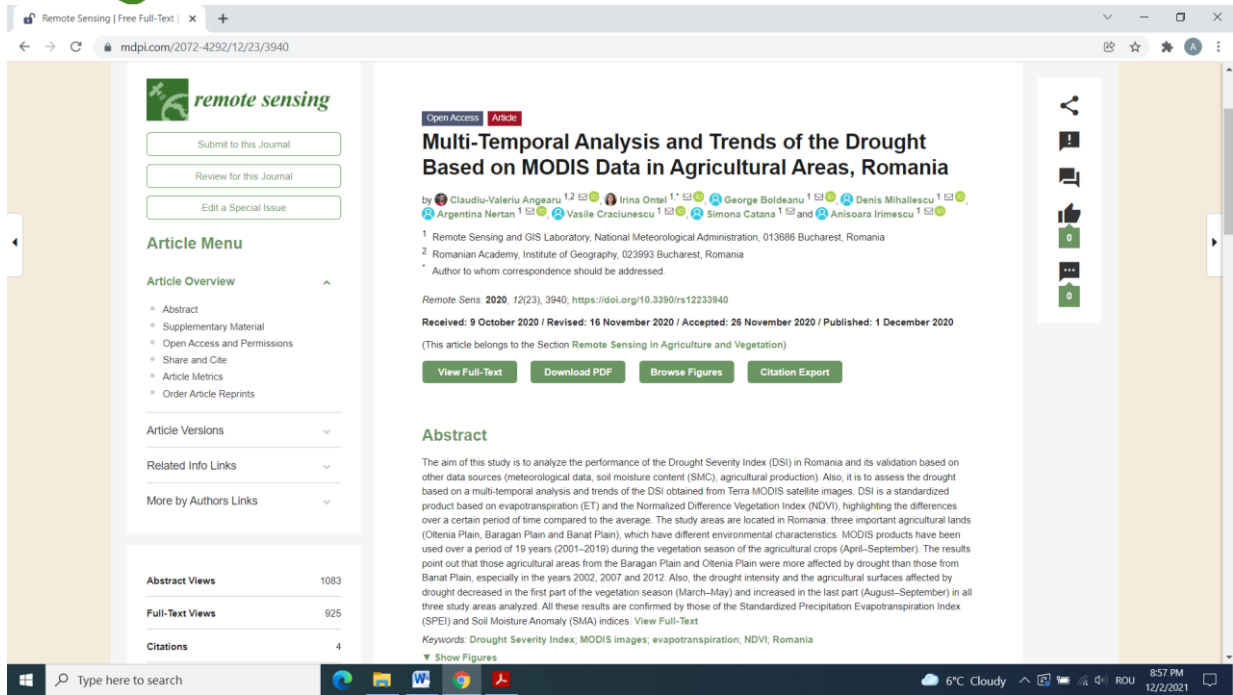 Remote Sensing | Free Full-Text |
mdpi.com/2072-4292/12/23/3940
A
remote sensing
Submit to this Journal
Review for this Journal
Edit a Special Issue
Article Menu
Article Overview
Abstract
Supplementary Material
Open Access and Permissions
Share and Cite
Article Metrics
Order Article Reprints
Article Versions
Related Info Links
More by Authors Links
Abstract Views 1083
Full-Text Views 925
Citations 4
Open Access Article
Multi-Temporal Analysis and Trends of the Drought
Based on MODIS Data in Agricultural Areas, Romania
by Claudiu-Valeriu Angearu 1,2, Irina Ontel 1,*, George Boldeanu 1, Denis Mihailescu 1,
Argentina Nertan 1, Vasile Craciunescu 1, Simona Catana 1 and Anisoara Irimescu 1
1 Remote Sensing and GIS Laboratory, National Meteorological Administration, 013686 Bucharest, Romania
2 Romanian Academy, Institute of Geography, 023993 Bucharest, Romania
* Author to whom correspondence should be addressed.
Remote Sens. 2020, 12(23), 3940; https://doi.org/10.3390/rs12233940
Received: 9 October 2020 / Revised: 16 November 2020 / Accepted: 26 November 2020 / Published: 1 December 2020
(This article belongs to the Section Remote Sensing in Agriculture and Vegetation)
View Full-Text Download PDF Browse Figures Citation Export
Abstract
The aim of this study is to analyze the performance of the Drought Severity Index (DSI) in Romania and its validation based on
other data sources (meteorological data, soil moisture content (SMC), agricultural production). Also, it is to assess the drought
based on a multi-temporal analysis and trends of the DSI obtained from Terra MODIS satellite images. DSI is a standardized
product based on evapotranspiration (ET) and the Normalized Difference Vegetation Index (NDVI), highlighting the differences
over a certain period of time compared to the average. The study areas are located in Romania: three important agricultural lands
(Oltenia Plain, Baragan Plain and Banat Plain), which have different environmental characteristics. MODIS products have been
used over a period of 19 years (2001–2019) during the vegetation season of the agricultural crops (April–September). The results
point out that those agricultural areas from the Baragan Plain and Oltenia Plain were more affected by drought than those from
Banat Plain, especially in the years 2002, 2007 and 2012. Also, the drought intensity and the agricultural surfaces affected by
drought decreased in the first part of the vegetation season (March–May) and increased in the last part (August–September) in all
three study areas analyzed. All these results are confirmed by those of the Standardized Precipitation Evapotranspiration Index
(SPEI) and Soil Moisture Anomaly (SMA) indices. View Full-Text
Keywords: Drought Severity Index; MODIS images; evapotranspiration; NDVI; Romania
▼ Show Figures
0
0
Type here to search
6°C Cloudy
ROU
8:57 PM
12/2/2021